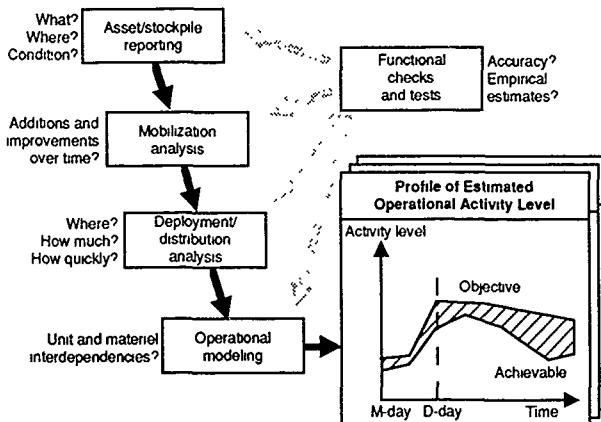 What?
Where?
Condition?
Asset/stockpile
reporting
Functional
checks
and tests
Accuracy?
Empirical
estimates?
Additions and
improvements
over time?
Mobilization
analysis
Where?
How much?
How quickly?
Deployment/
distribution
analysis
Unit and materiel
interdependencies?
Operational
modeling
Profile of Estimated
Operational Activity Level
Activity level
Objective
Achievable
M-day
D-day
Time